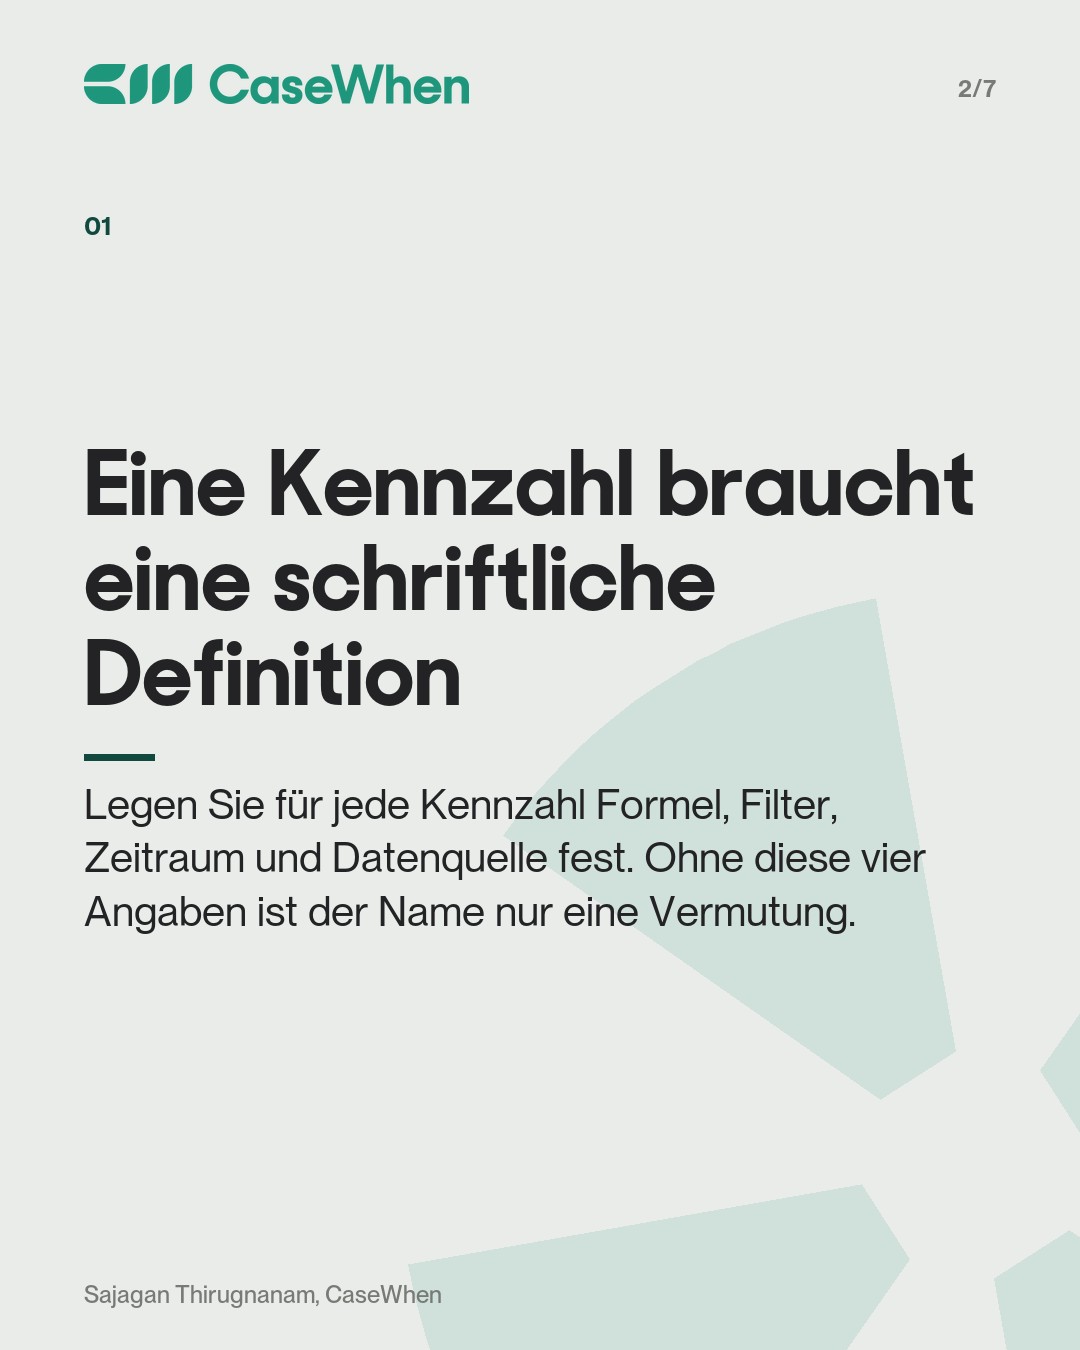 CaseWhen
2/7
01
Eine Kennzahl braucht
eine schriftliche
Definition
Legen Sie für jede Kennzahl Formel, Filter,
Zeitraum und Datenquelle fest. Ohne diese vier
Angaben ist der Name nur eine Vermutung.
Sajagan Thirugnanam, CaseWhen